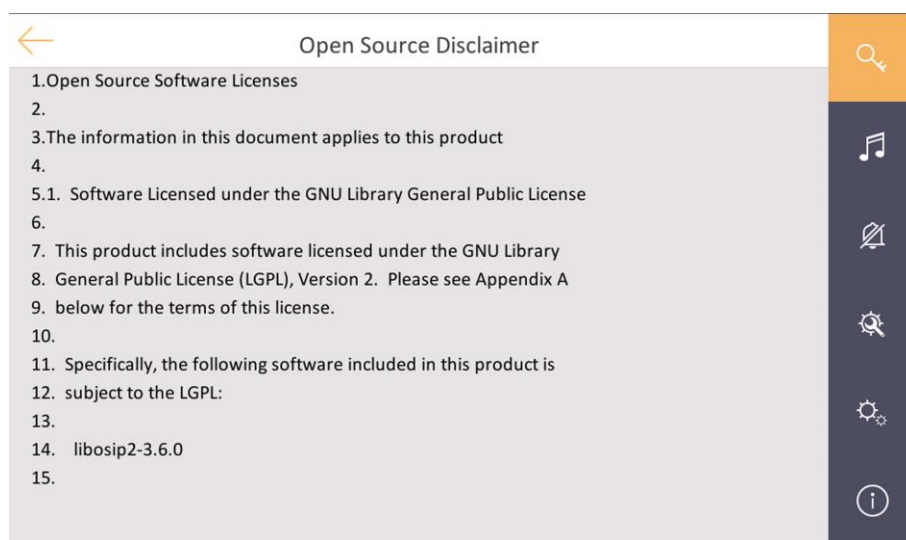 Open Source Disclaimer
1.Open Source Software Licenses
2.
3.The information in this document applies to this product
4.
5.1.  Software Licensed under the GNU Library General Public License
6.
7.  This product includes software licensed under the GNU Library
8.  General Public License (LGPL), Version 2.  Please see Appendix A
9.  below for the terms of this license.
10.
11.  Specifically, the following software included in this product is
12.  subject to the LGPL:
13.
14.   libosip2-3.6.0
15.